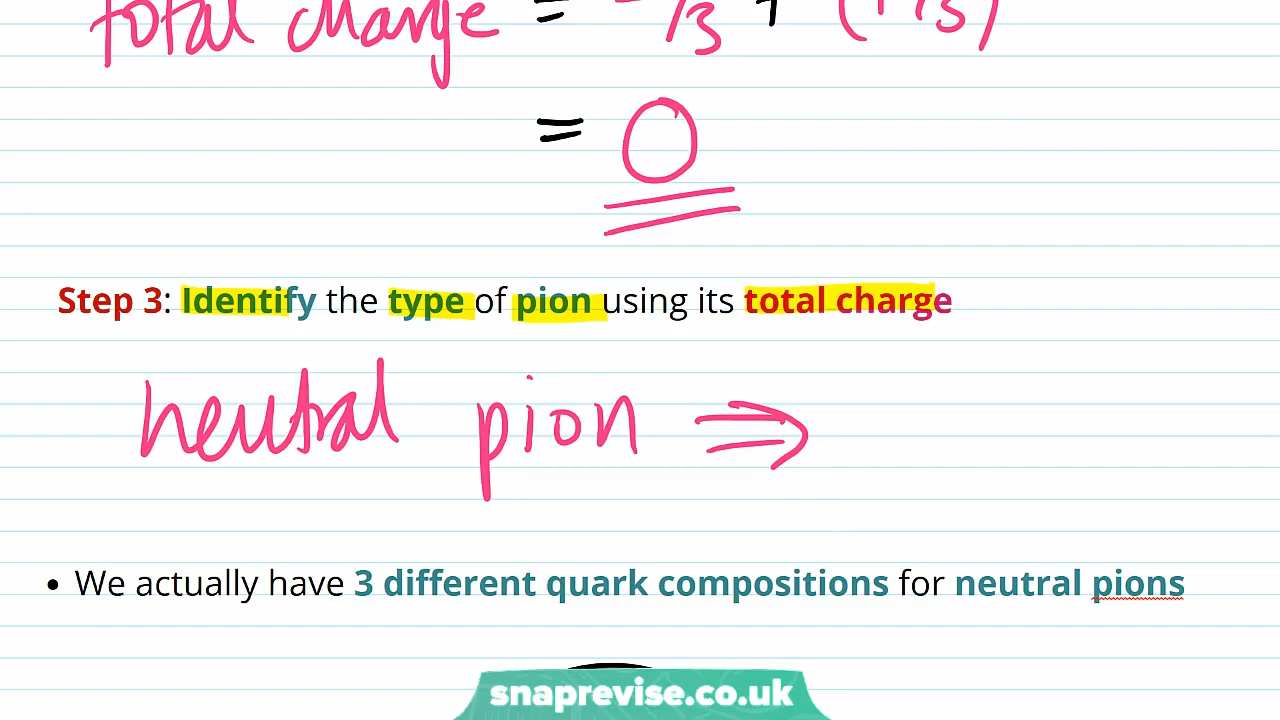 total charge = -1/3 + (+1/3)
= 0
Step 3: Identify the type of pion using its total charge
neutral pion ⇒
• We actually have 3 different quark compositions for neutral pions
snaprevise.co.uk